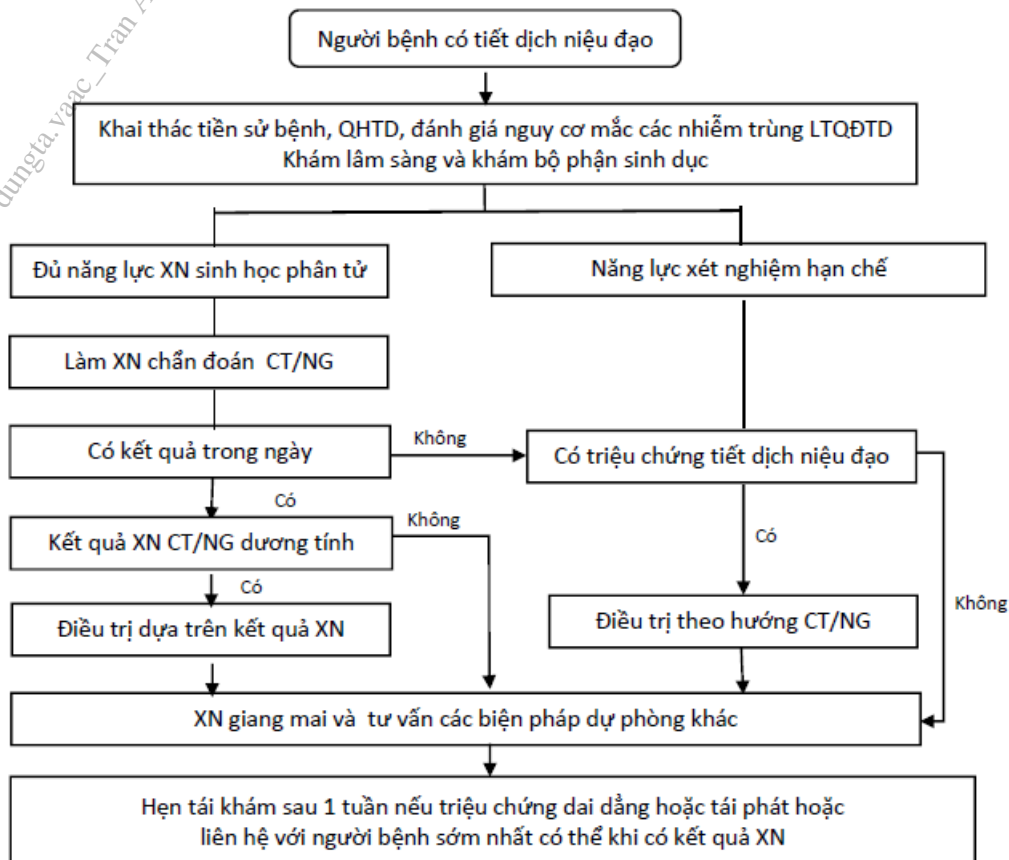 dungta.vaac_Tran A
Người bệnh có tiết dịch niệu đạo
Khai thác tiền sử bệnh, QHTD, đánh giá nguy cơ mắc các nhiễm trùng LTQĐTD
Khám lâm sàng và khám bộ phận sinh dục
Đủ năng lực XN sinh học phân tử
Năng lực xét nghiệm hạn chế
Làm XN chẩn đoán CT/NG
Có kết quả trong ngày
Không
Có triệu chứng tiết dịch niệu đạo
Có
Kết quả XN CT/NG dương tính
Không
Có
Có
Điều trị dựa trên kết quả XN
Điều trị theo hướng CT/NG
Không
XN giang mai và tư vấn các biện pháp dự phòng khác
Hẹn tái khám sau 1 tuần nếu triệu chứng dai dẳng hoặc tái phát hoặc
liên hệ với người bệnh sớm nhất có thể khi có kết quả XN